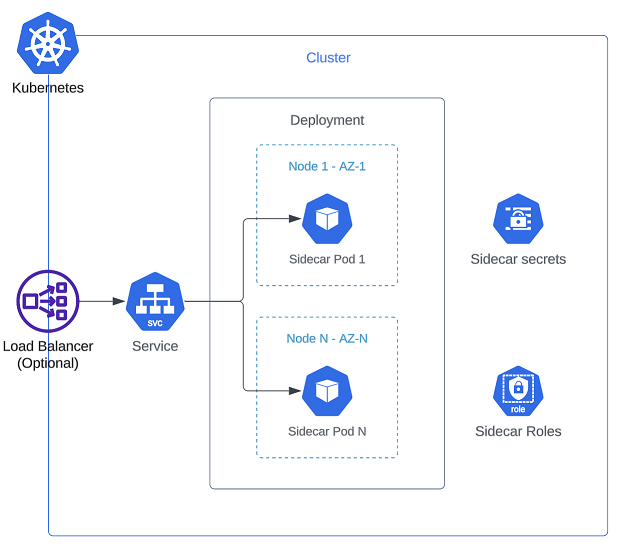 Kubernetes
Cluster
Deployment
Node 1 - AZ-1
Sidecar Pod 1
Sidecar secrets
Load Balancer
(Optional)
svc
Service
Node N - AZ-N
Sidecar Pod N
role
Sidecar Roles